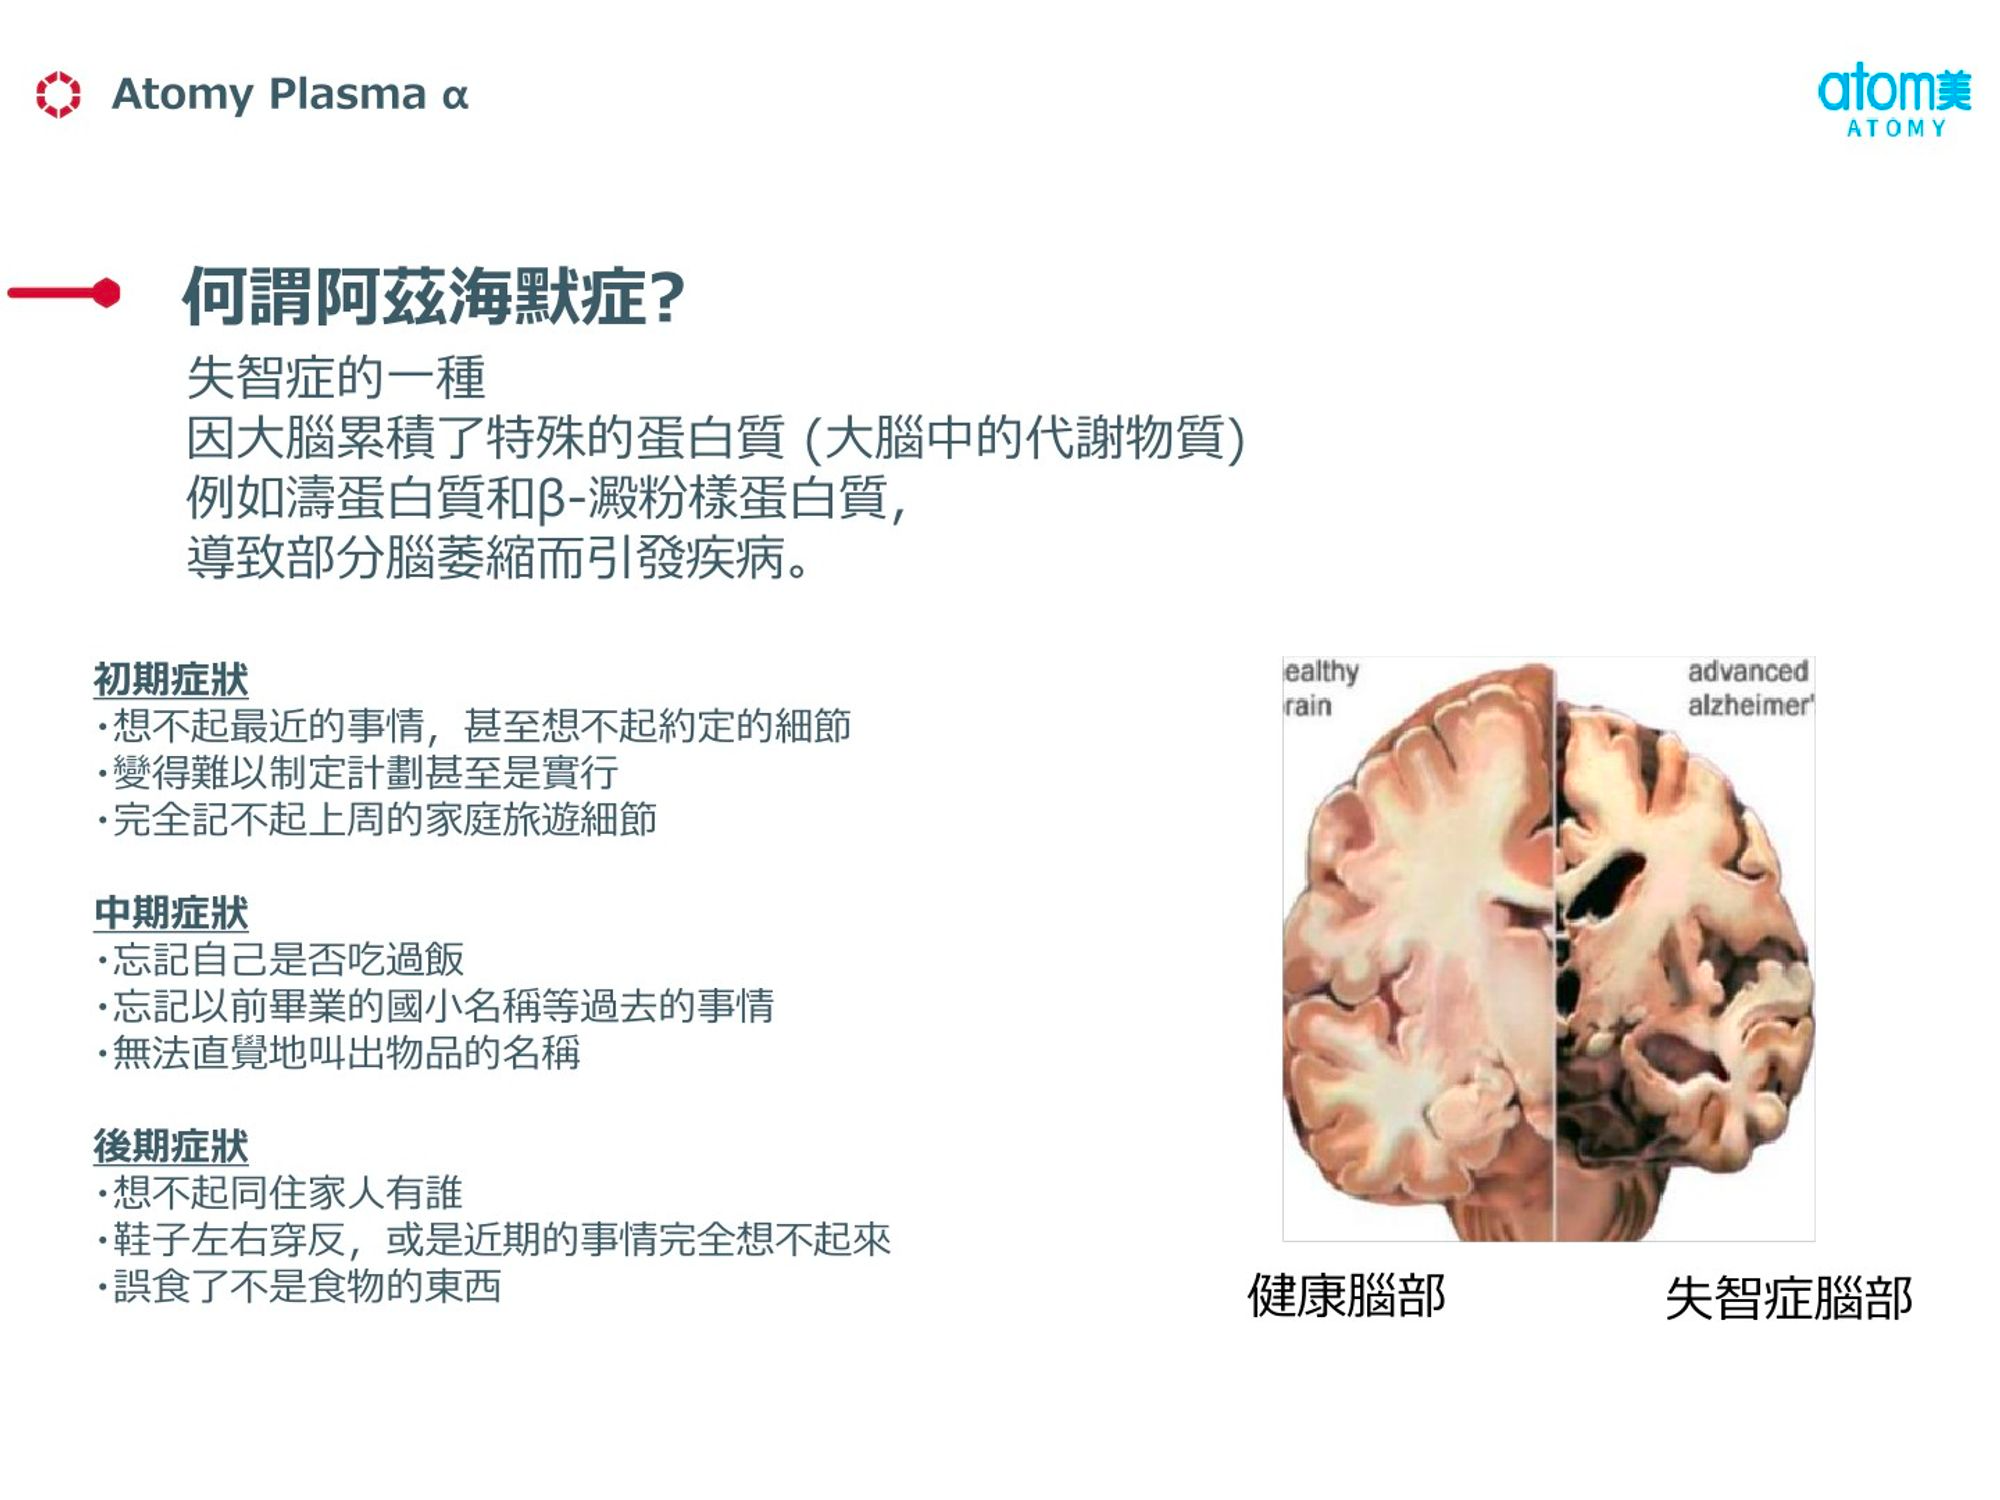 Atomy Plasma α
atom美
ATOMY
何謂阿茲海默症?
失智症的一種
因大腦累積了特殊的蛋白質 (大腦中的代謝物質)
例如濤蛋白質和β-澱粉樣蛋白質，
導致部分腦萎縮而引發疾病。
初期症狀
・想不起最近的事情，甚至想不起約定的細節
・變得難以制定計劃甚至是實行
・完全記不起上周的家庭旅遊細節
中期症狀
・忘記自己是否吃過飯
・忘記以前畢業的國小名稱等過去的事情
・無法直覺地叫出物品的名稱
後期症狀
・想不起同住家人有誰
・鞋子左右穿反，或是近期的事情完全想不起來
・誤食了不是食物的東西
ealthy
rain
advanced
alzheimer'
健康腦部
失智症腦部